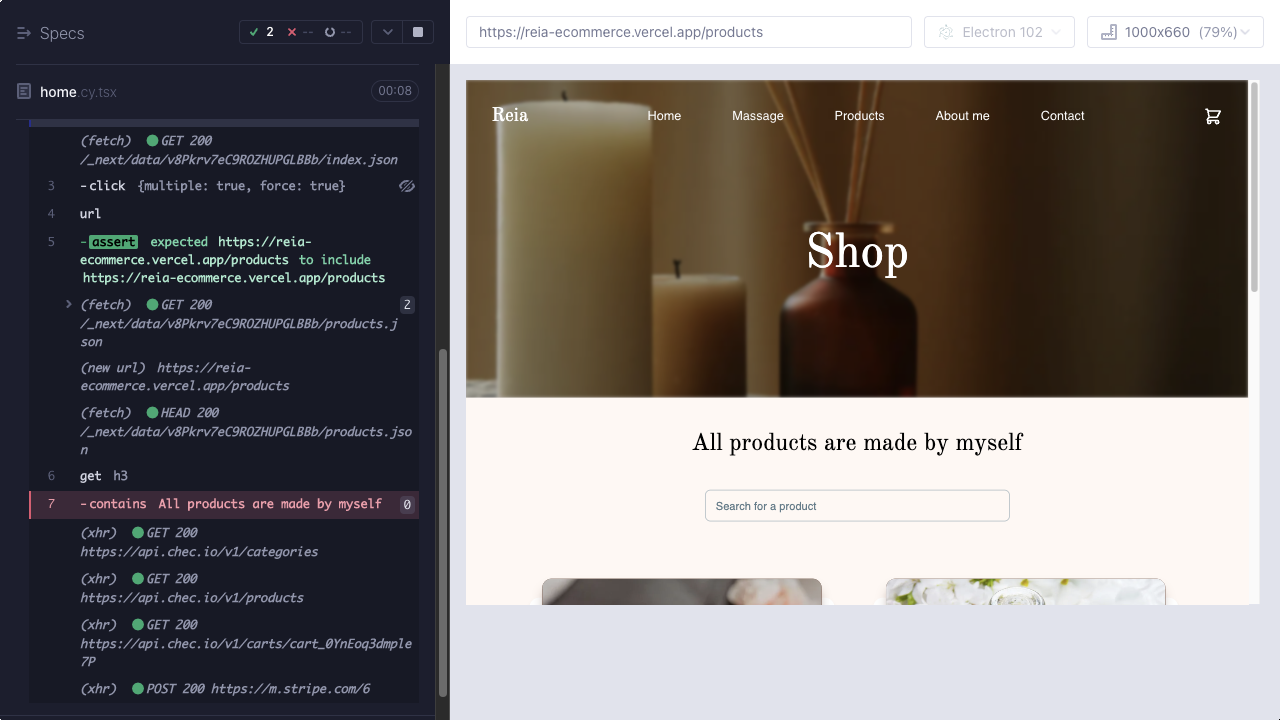 Specs
2 -- --
home.cy.tsx 00:08
(fetch) GET 200
/_next/data/v8Pkrv7eC9ROZHUPGLBBb/index.json
3 -click {multiple: true, force: true}
4 url
5 -assert expected https://reia-
ecommerce.vercel.app/products to include
https://reia-ecommerce.vercel.app/products
(fetch) GET 200 2
/_next/data/v8Pkrv7eC9ROZHUPGLBBb/products.j
son
(new url) https://reia-
ecommerce.vercel.app/products
(fetch) HEAD 200
/_next/data/v8Pkrv7eC9ROZHUPGLBBb/products.jso
n
6 get h3
7 -contains All products are made by myself 0
(xhr) GET 200
https://api.chec.io/v1/categories
(xhr) GET 200
https://api.chec.io/v1/products
(xhr) GET 200
https://api.chec.io/v1/carts/cart_0YnEoq3dmple
7P
(xhr) POST 200 https://m.stripe.com/6
https://reia-ecommerce.vercel.app/products
Electron 102
1000x660 (79%)
Reia
Home Massage Products About me Contact
Shop
All products are made by myself
Search for a product